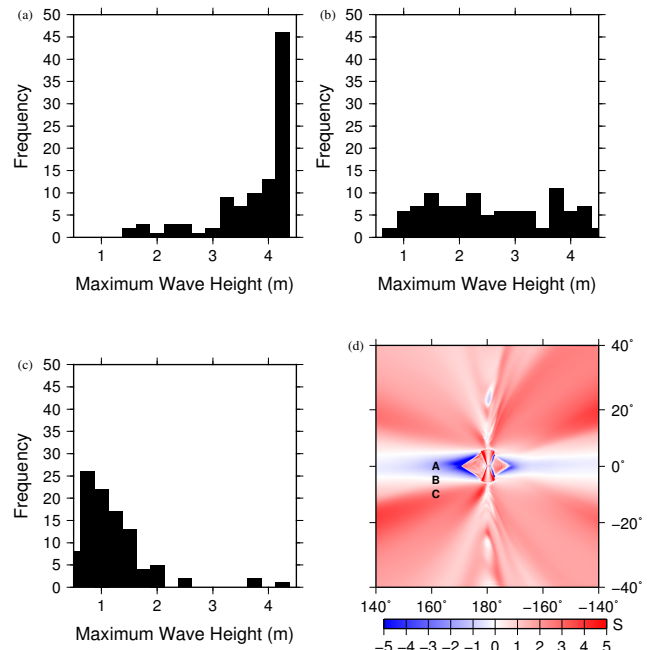 (a)
50
45
40
35
30
25
20
15
10
5
0
Frequency
1 2 3 4
Maximum Wave Height (m)
(b)
50
45
40
35
30
25
20
15
10
5
0
Frequency
1 2 3 4
Maximum Wave Height (m)
(c)
50
45
40
35
30
25
20
15
10
5
0
Frequency
1 2 3 4
Maximum Wave Height (m)
(d)
40˚
20˚
0˚
−20˚
−40˚
A
B
C
140˚ 160˚ 180˚ −160˚ −140˚
S
−5 −4 −3 −2 −1 0 1 2 3 4 5